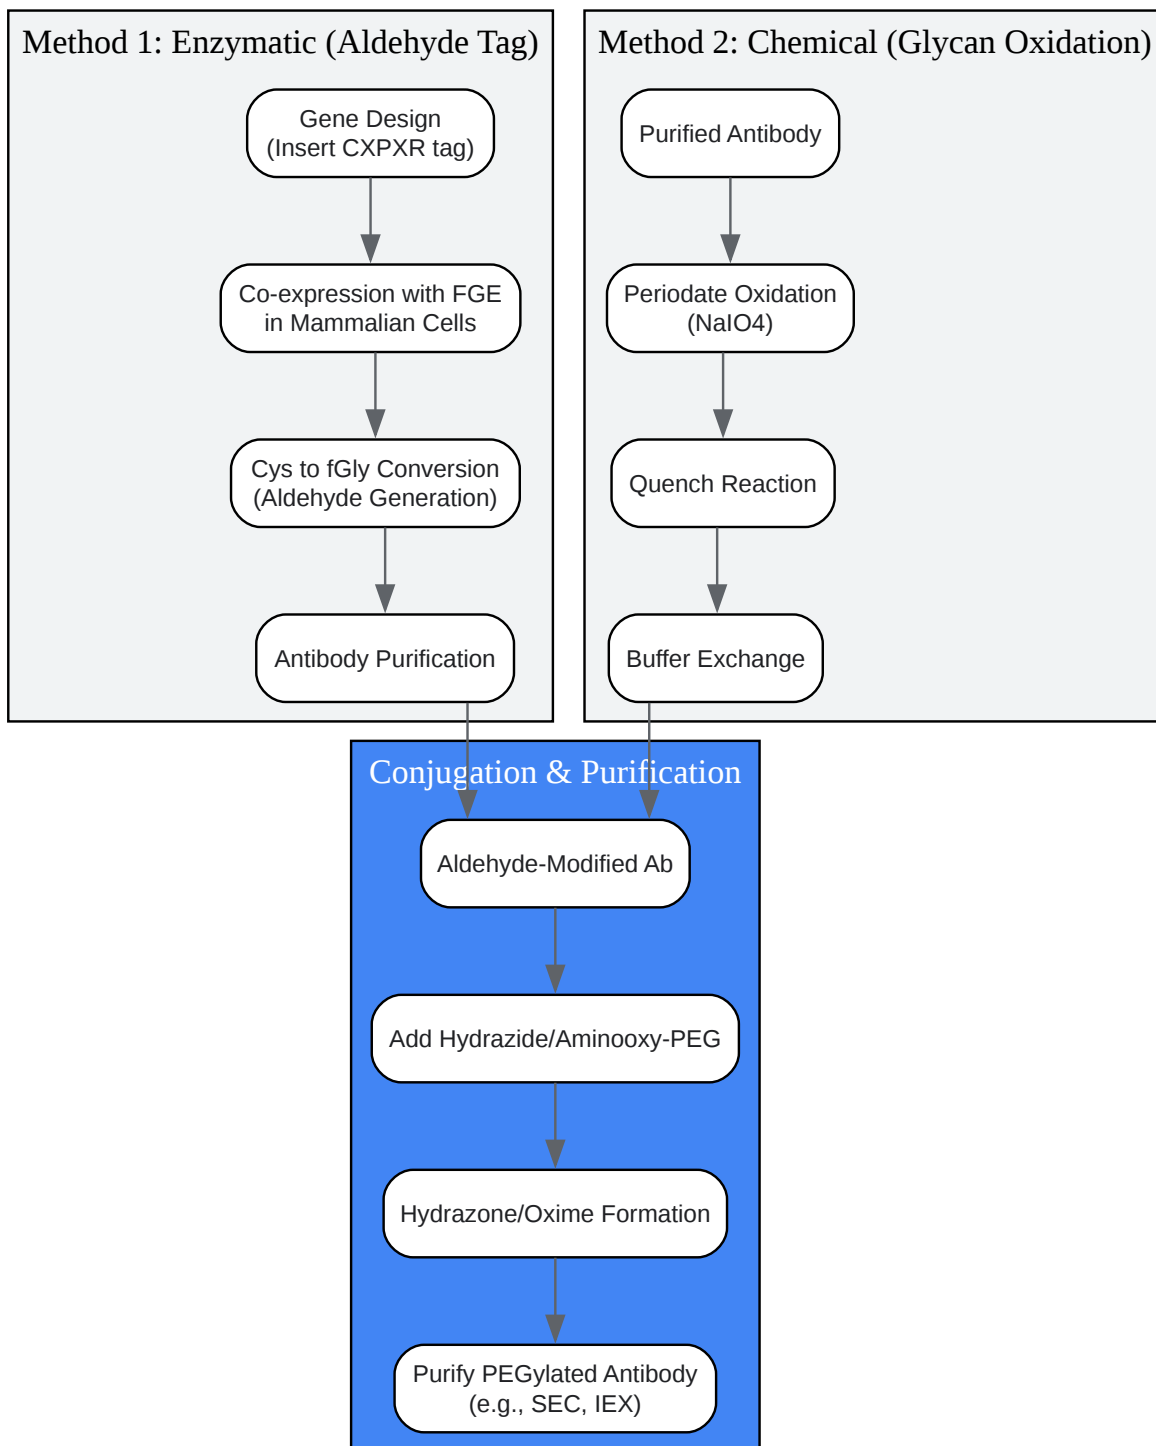 Method 1: Enzymatic (Aldehyde Tag)
Gene Design
(Insert CXPXR tag)
Co-expression with FGE
in Mammalian Cells
Cys to fGly Conversion
(Aldehyde Generation)
Antibody Purification
Method 2: Chemical (Glycan Oxidation)
Purified Antibody
Periodate Oxidation
(NaIO4)
Quench Reaction
Buffer Exchange
Conjugation & Purification
Aldehyde-Modified Ab
Add Hydrazide/Aminooxy-PEG
Hydrazone/Oxime Formation
Purify PEGylated Antibody
(e.g., SEC, IEX)